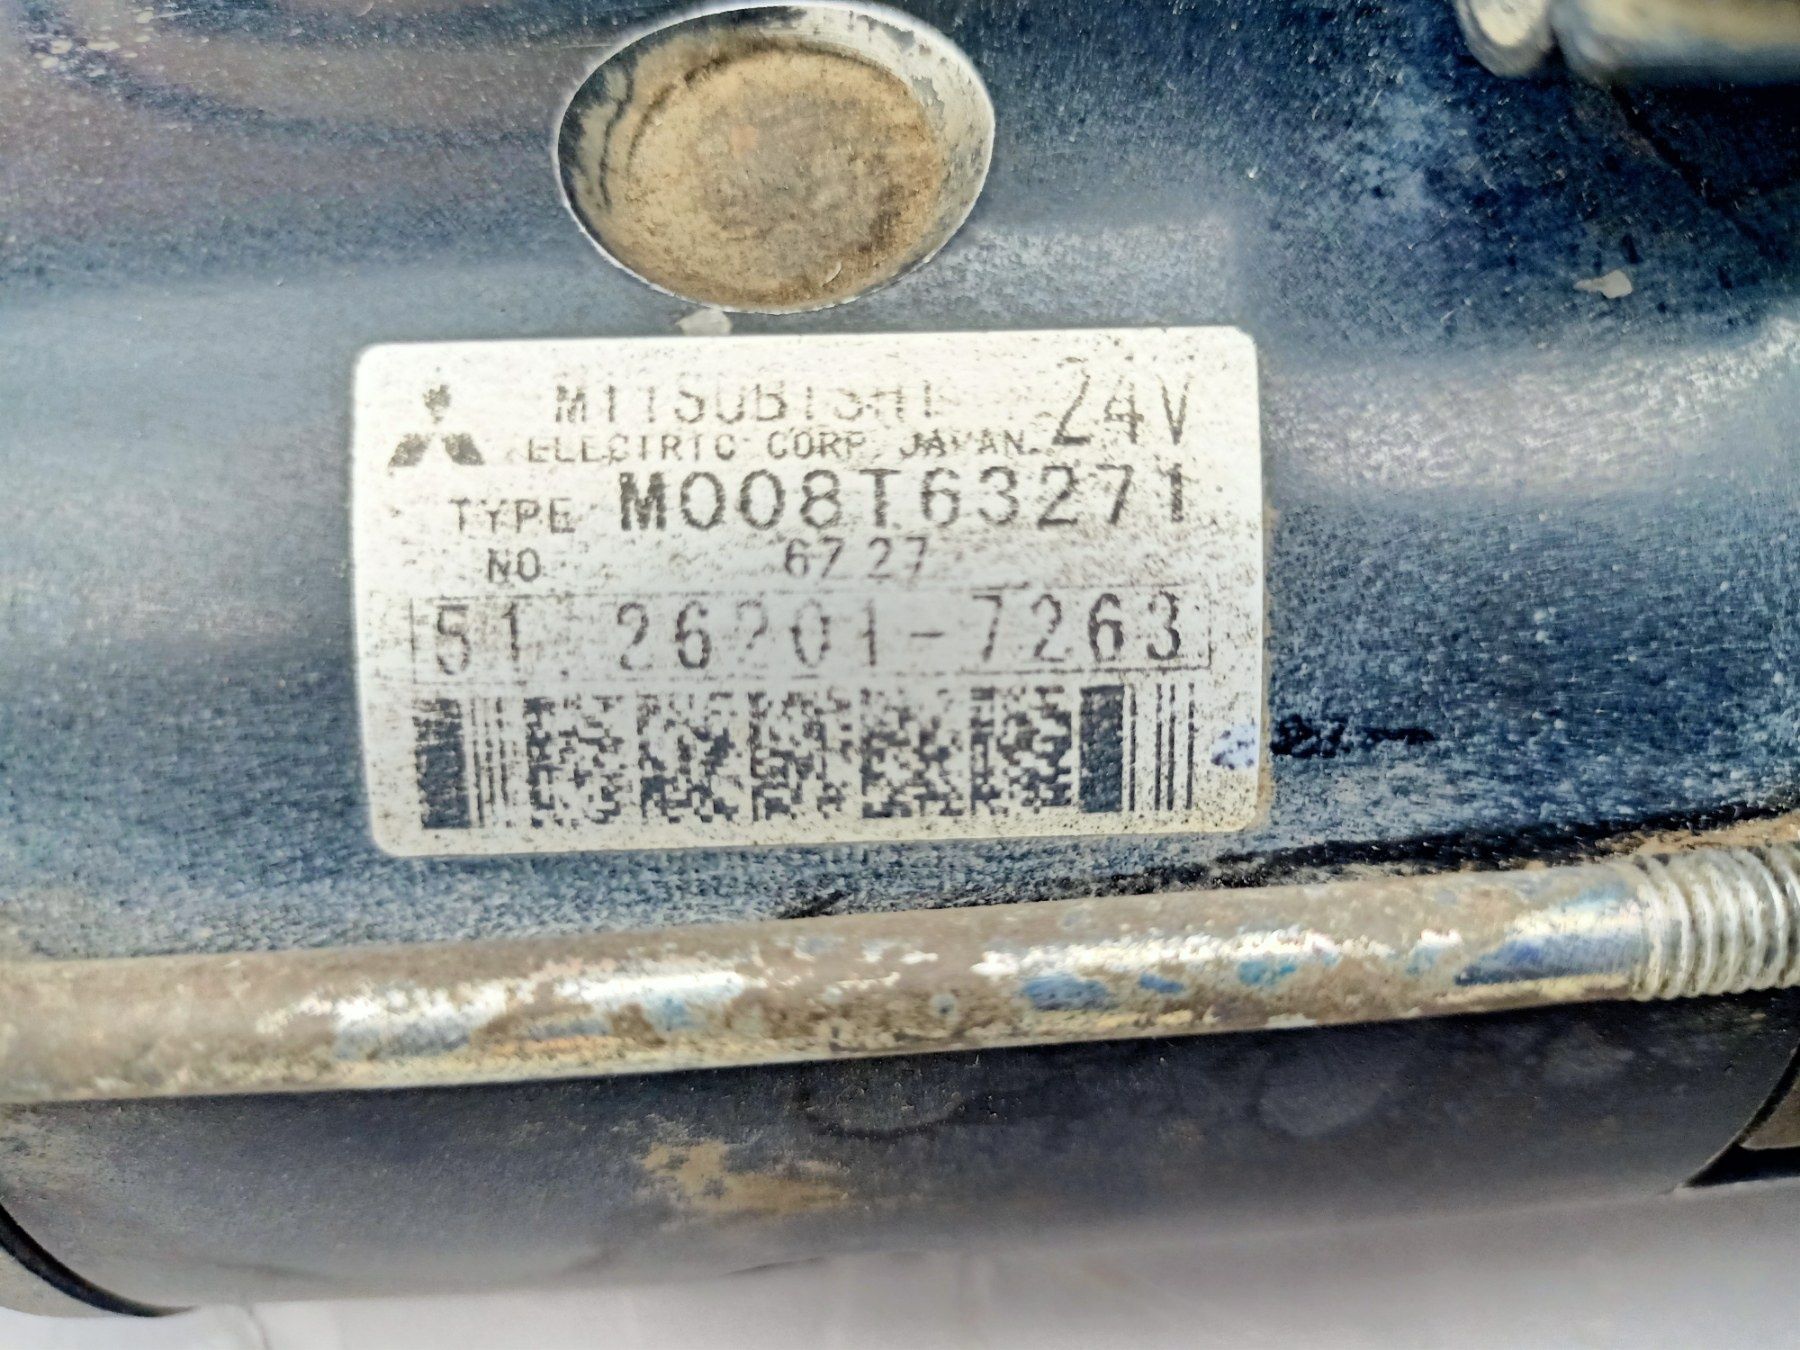 MITSUBISHI 24V
ELECTRIC CORP. JAPAN.
TYPE M008T63271
NO 6727
51.26201-7263